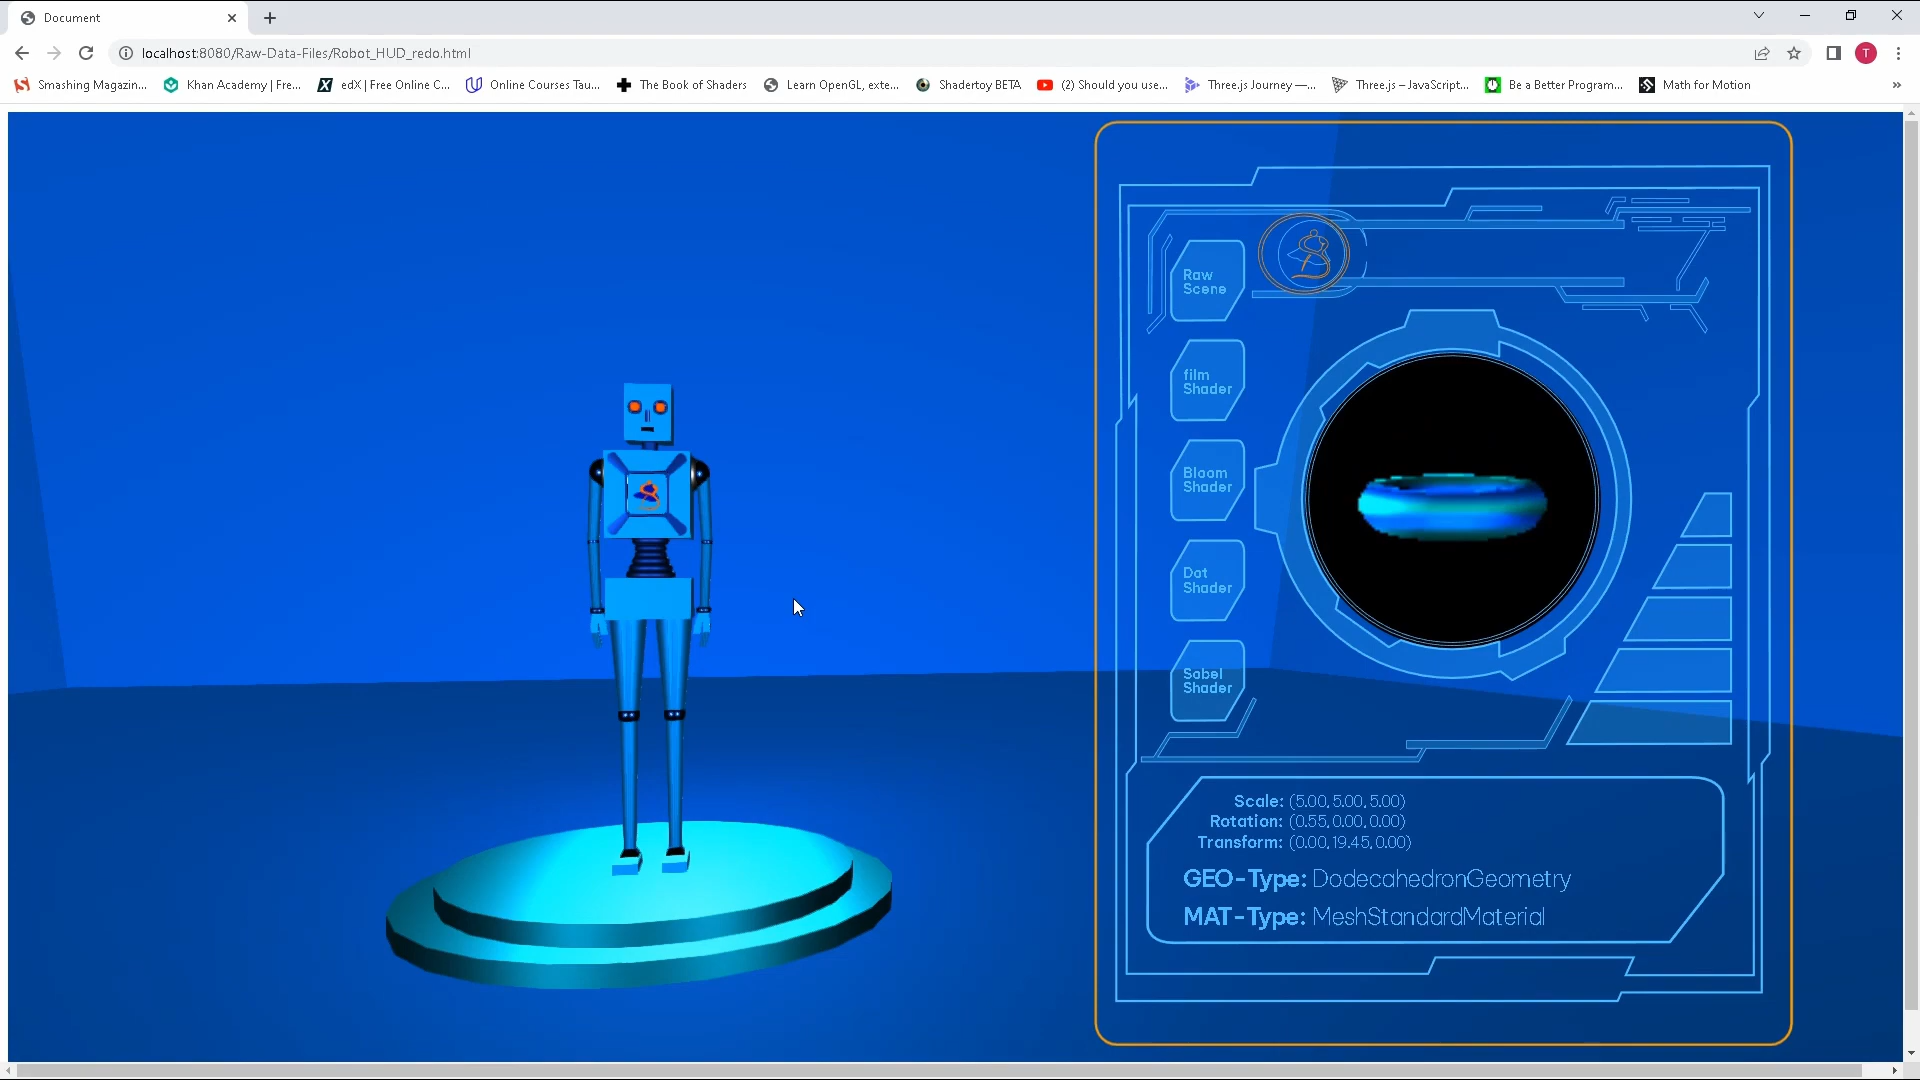 Document
localhost:8080/Raw-Data-Files/Robot_HUD_redo.html
T
Smashing Magazin...
Khan Academy | Fre...
edX | Free Online C...
Online Courses Tau...
The Book of Shaders
Learn OpenGL, exte...
Shadertoy BETA
(2) Should you use...
Three.js Journey —...
Three.js – JavaScript...
Be a Better Program...
Math for Motion
»
Raw
Scene
film
Shader
Bloom
Shader
Dot
Shader
Sobel
Shader
Scale: (5.00, 5.00, 5.00)
Rotation: (0.55, 0.00, 0.00)
Transform: (0.00, 19.45, 0.00)
GEO-Type: DodecahedronGeometry
MAT-Type: MeshStandardMaterial